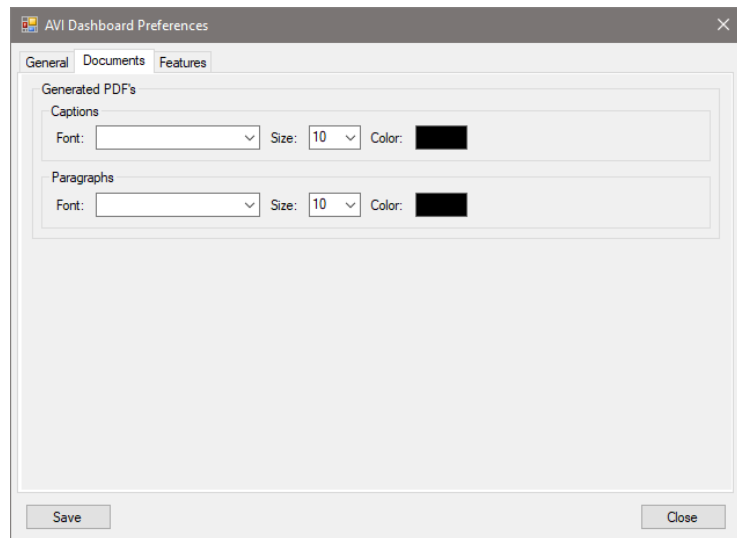 AVI Dashboard Preferences
General Documents Features
Generated PDF's
Captions
Font: Size: 10 Color:
Paragraphs
Font: Size: 10 Color:
Save Close